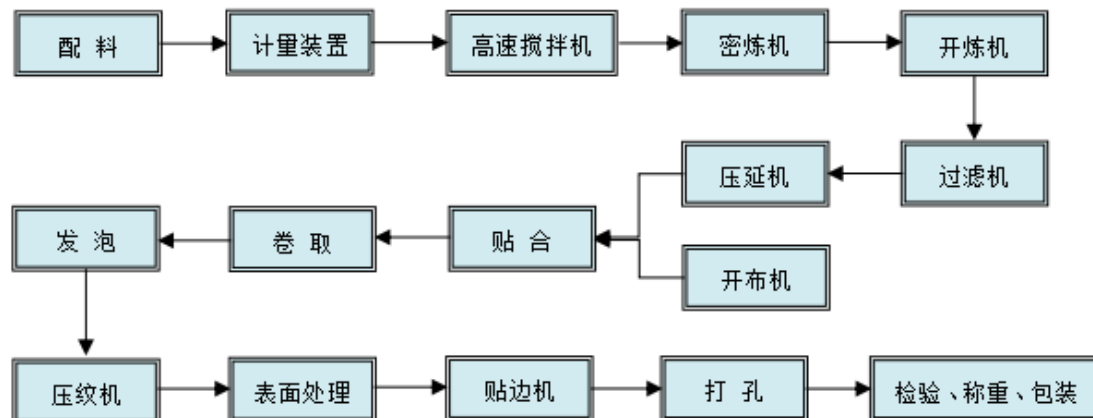 配 料
计量装置
高速搅拌机
密炼机
开炼机
压延机
过滤机
发 泡
卷 取
贴 合
开布机
压纹机
表面处理
贴边机
打 孔
检验、称重、包装